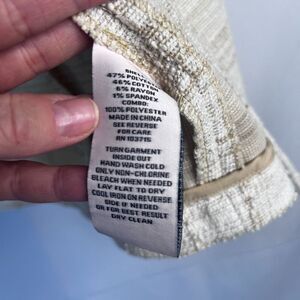 SHELL:
47% POLYESTER
46% COTTON
6% RAYON
1% SPANDEX
COMBO:
100% POLYESTER
MADE IN CHINA
SEE REVERSE
FOR CARE
RN 103715
TURN GARMENT
INSIDE OUT
HAND WASH COLD
ONLY NON-CHLORINE
BLEACH WHEN NEEDED
LAY FLAT TO DRY
COOL IRON ON REVERSE
SIDE IF NEEDED
OR FOR BEST RESULT
DRY CLEAN